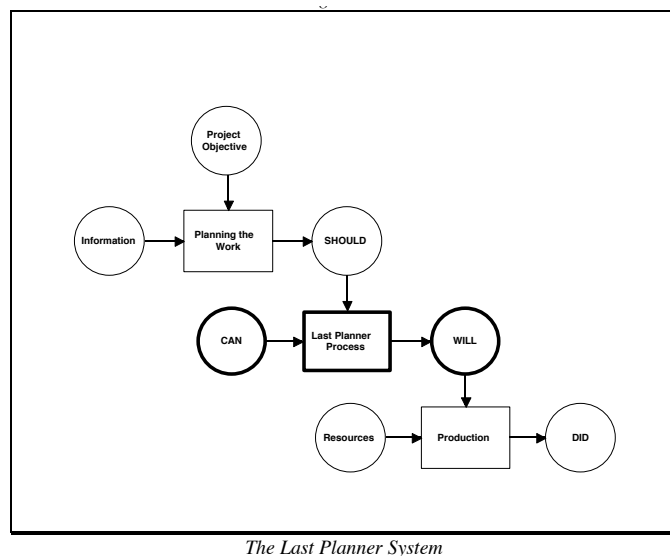 Project
Objective
Information
Planning the
Work
SHOULD
CAN
Last Planner
Process
WILL
Resources
Production
DID
The Last Planner System